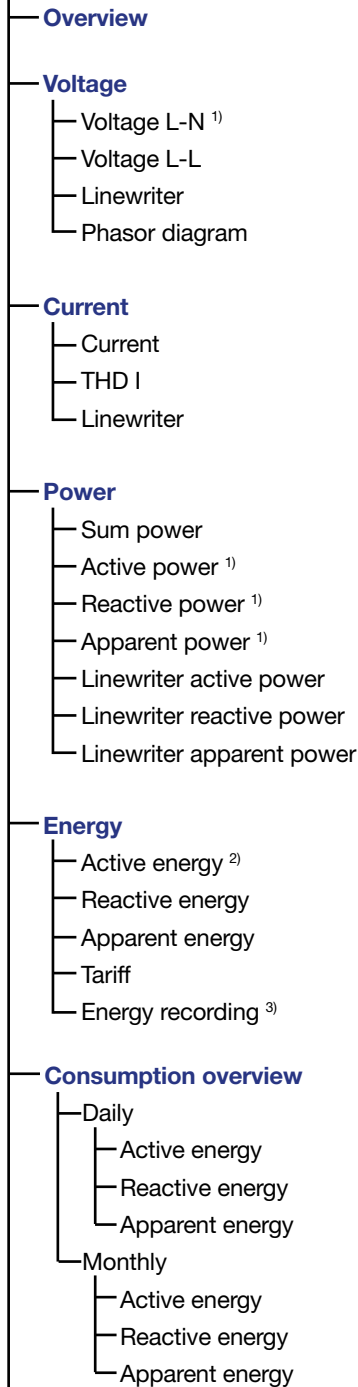 Overview
Voltage
Voltage L-N 1)
Voltage L-L
Linewriter
Phasor diagram
Current
Current
THD I
Linewriter
Power
Sum power
Active power 1)
Reactive power 1)
Apparent power 1)
Linewriter active power
Linewriter reactive power
Linewriter apparent power
Energy
Active energy 2)
Reactive energy
Apparent energy
Tariff
Energy recording 3)
Consumption overview
Daily
Active energy
Reactive energy
Apparent energy
Monthly
Active energy
Reactive energy
Apparent energy